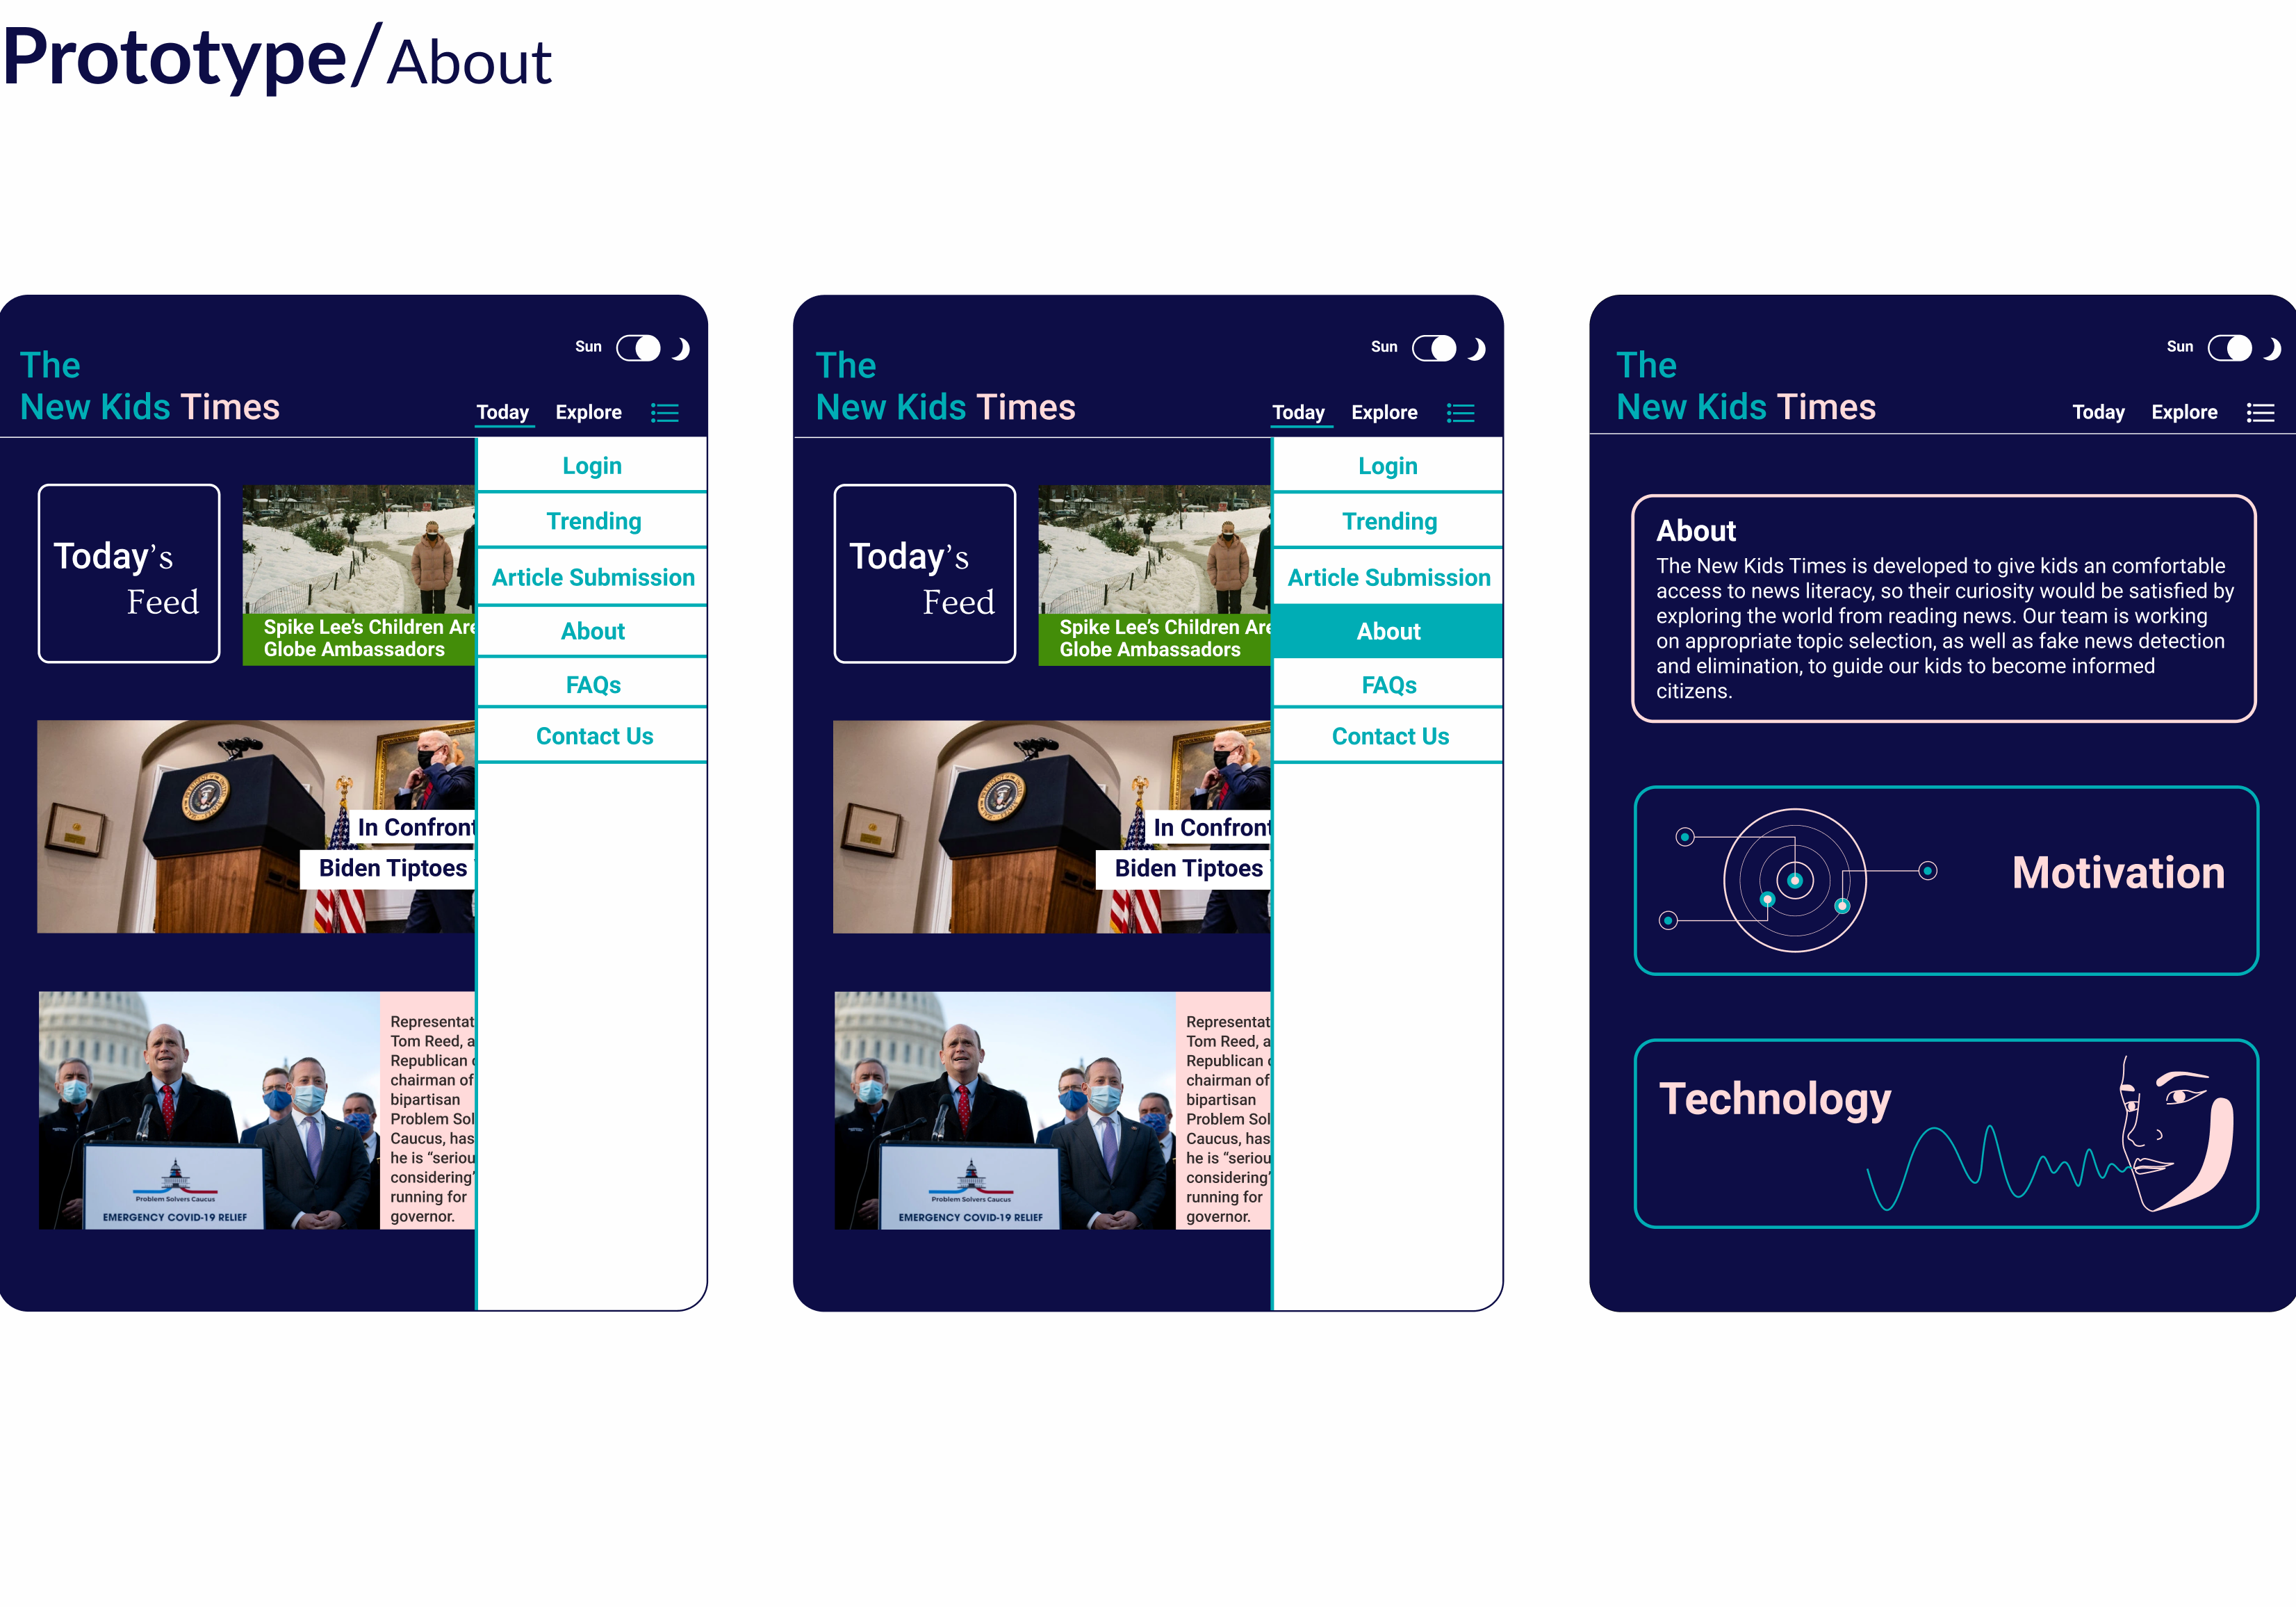 Prototype/About
Sun
The
New Kids Times
Today Explore
Today's
Feed
Spike Lee's Children Are
Globe Ambassadors
In Confront
Biden Tiptoes
Representat
Tom Reed, a
Republican
chairman of
bipartisan
Problem Sol
Caucus, has
he is “seriou
considering”
running for
governor.
Problem Solvers Caucus
EMERGENCY COVID-19 RELIEF
Login
Trending
Article Submission
About
FAQs
Contact Us
Sun
The
New Kids Times
Today Explore
Today's
Feed
Spike Lee's Children Are
Globe Ambassadors
In Confront
Biden Tiptoes
Representat
Tom Reed, a
Republican
chairman of
bipartisan
Problem Sol
Caucus, has
he is “seriou
considering”
running for
governor.
Problem Solvers Caucus
EMERGENCY COVID-19 RELIEF
Login
Trending
Article Submission
About
FAQs
Contact Us
Sun
The
New Kids Times
Today Explore
About
The New Kids Times is developed to give kids an comfortable
access to news literacy, so their curiosity would be satisfied by
exploring the world from reading news. Our team is working
on appropriate topic selection, as well as fake news detection
and elimination, to guide our kids to become informed
citizens.
Motivation
Technology